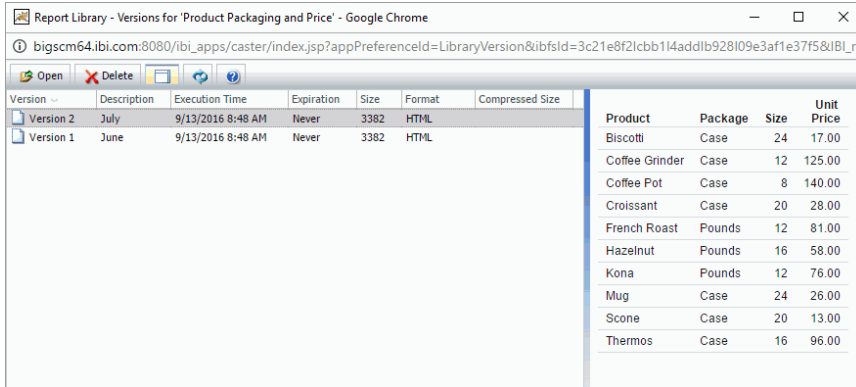 Report Library - Versions for 'Product Packaging and Price' - Google Chrome
bigscm64.ibi.com:8080/ibi_apps/caster/index.jsp?appPreferenceId=LibraryVersion&ibfsId=3c21e8f2lcbb1l4addlb928l09e3af1e37f5&IBI_r
Open Delete
Version Description Execution Time Expiration Size Format Compressed Size
Version 2 July 9/13/2016 8:48 AM Never 3382 HTML
Version 1 June 9/13/2016 8:48 AM Never 3382 HTML
Unit
Product Package Size Price
Biscotti Case 24 17.00
Coffee Grinder Case 12 125.00
Coffee Pot Case 8 140.00
Croissant Case 20 28.00
French Roast Pounds 12 81.00
Hazelnut Pounds 16 58.00
Kona Pounds 12 76.00
Mug Case 24 26.00
Scone Case 20 13.00
Thermos Case 16 96.00